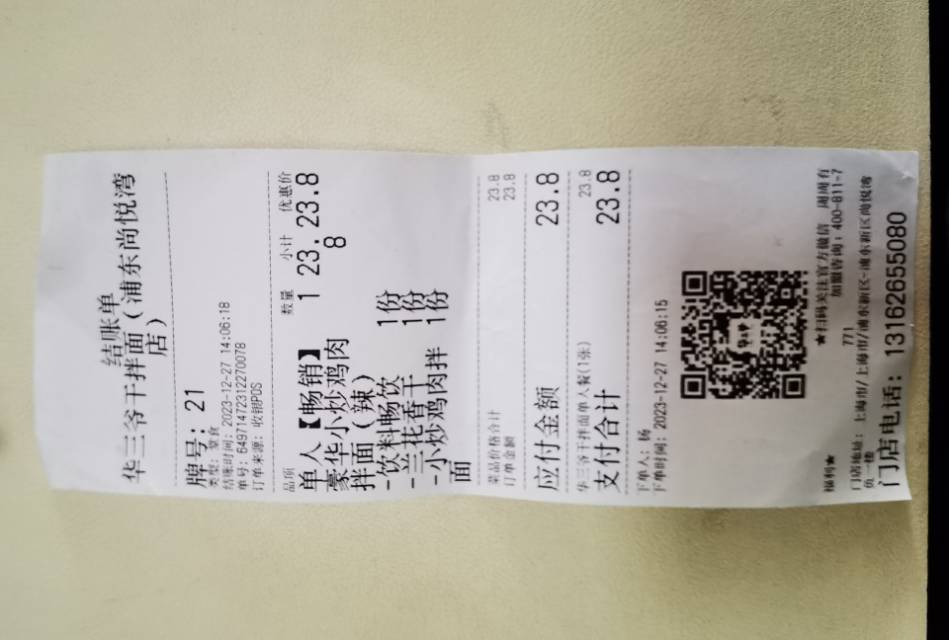 结账单
华三爷干拌面(浦东尚悦湾
店)
牌号: 21
类型: 堂食
结账时间: 2023-12-27 14:06:18
单号: 64971472312270078
订单来源: 收银POS
品项 数量 小计 优惠价
单人【畅销】 1 23. 23.8
豪华小炒鸡肉 8
拌面(辣)
-饮料畅饮 1份
-兰花香干 1份
-小炒鸡肉拌 1份
面
菜品价格合计 23.8
订单金额 23.8
应付金额 23.8
华三爷干拌面单人餐(1张) 23.8
支付合计 23.8
下单人: 杨
下单时间: 2023-12-27 14:06:15
★扫码关注官方微信 周周有
福利★ 加盟咨询: 400-811-7
771
门店地址: 上海市/上海市/浦东新区-浦东新区尚悦湾
负一楼
门店电话: 13162655080